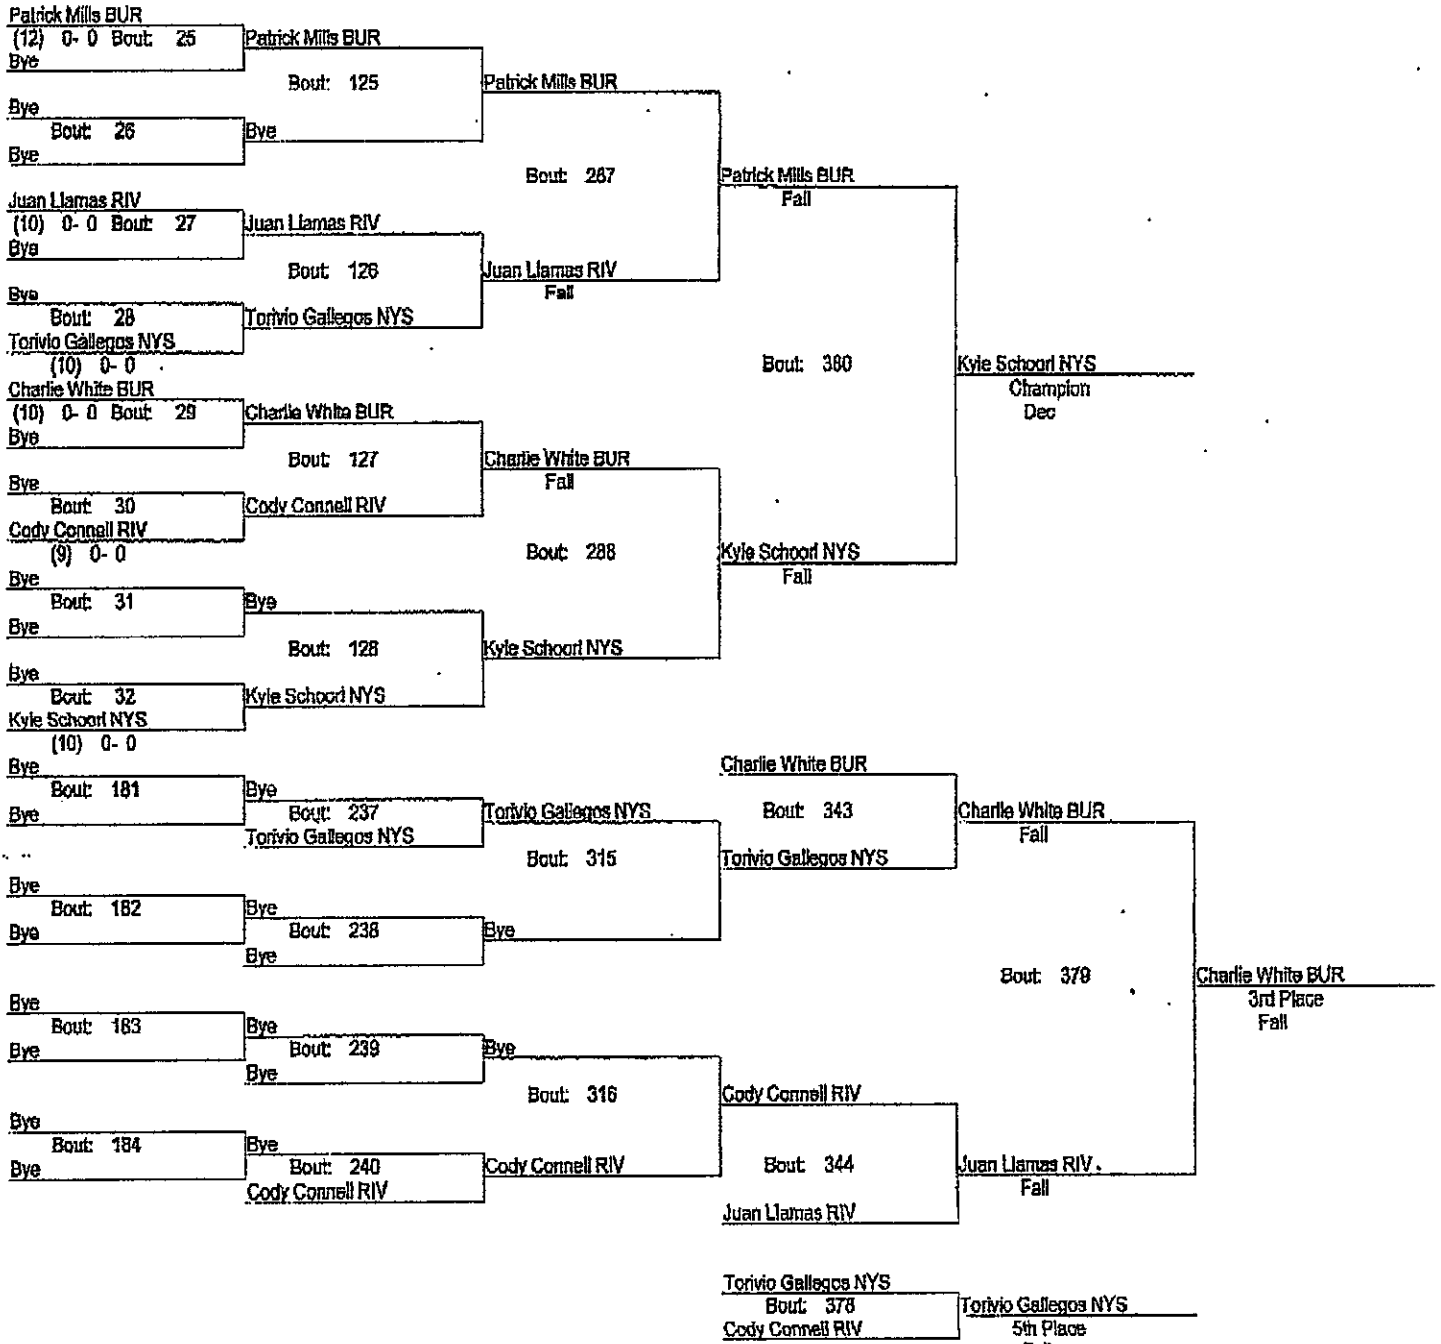 Patrick Mills BUR
(12) 0- 0 Bout: 25
Patrick Mills BUR
Bye
Bout: 125
Patrick Mills BUR
Bye
Bout: 26
Bye
Bye
Bout: 287
Patrick Mills BUR
Fall
Juan Llamas RIV
(10) 0- 0 Bout: 27
Juan Llamas RIV
Bye
Bout: 126
Juan Llamas RIV
Fall
Bye
Bout: 28
Torivio Gallegos NYS
Torivio Gallegos NYS
(10) 0- 0
Bout: 380
Kyle Schoorl NYS
Champion
Dec
Charlie White BUR
(10) 0- 0 Bout: 29
Charlie White BUR
Bye
Bout: 127
Charlie White BUR
Fall
Bye
Bout: 30
Cody Connell RIV
Cody Connell RIV
(9) 0- 0
Bout: 288
Kyle Schoorl NYS
Fall
Bye
Bout: 31
Bye
Bye
Bout: 128
Kyle Schoorl NYS
Bye
Bout: 32
Kyle Schoorl NYS
Kyle Schoorl NYS
(10) 0- 0
Bye
Bout: 181
Bye
Bye
Bout: 237
Torivio Gallegos NYS
Torivio Gallegos NYS
Bout: 315
Charlie White BUR
Bout: 343
Torivio Gallegos NYS
Charlie White BUR
Fall
Bye
Bout: 182
Bye
Bye
Bout: 238
Bye
Bye
Bout: 379
Charlie White BUR
3rd Place
Fall
Bye
Bout: 183
Bye
Bye
Bout: 239
Bye
Bye
Bout: 316
Cody Connell RIV
Bye
Bout: 184
Bye
Bye
Bout: 240
Cody Connell RIV
Cody Connell RIV
Bout: 344
Juan Llamas RIV
Fall
Juan Llamas RIV
Torivio Gallegos NYS
Bout: 378
Cody Connell RIV
Torivio Gallegos NYS
5th Place